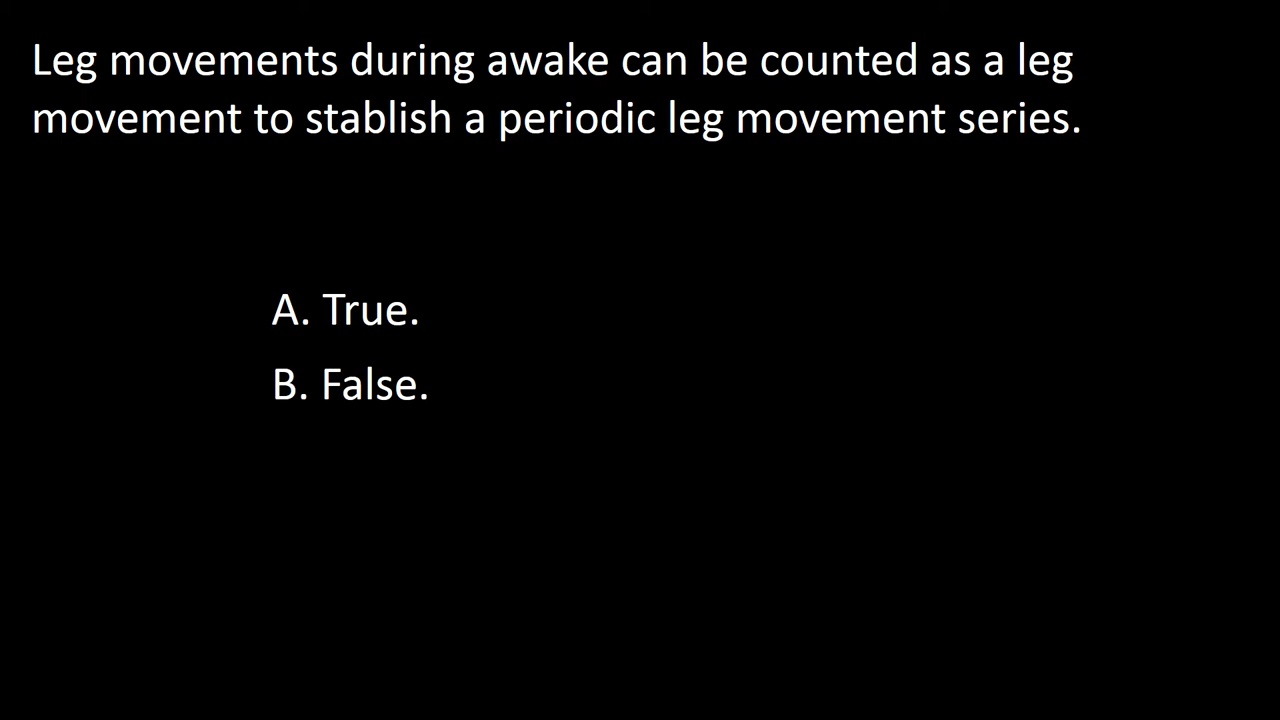 Leg movements during awake can be counted as a leg
movement to stablish a periodic leg movement series.
A. True.
B. False.